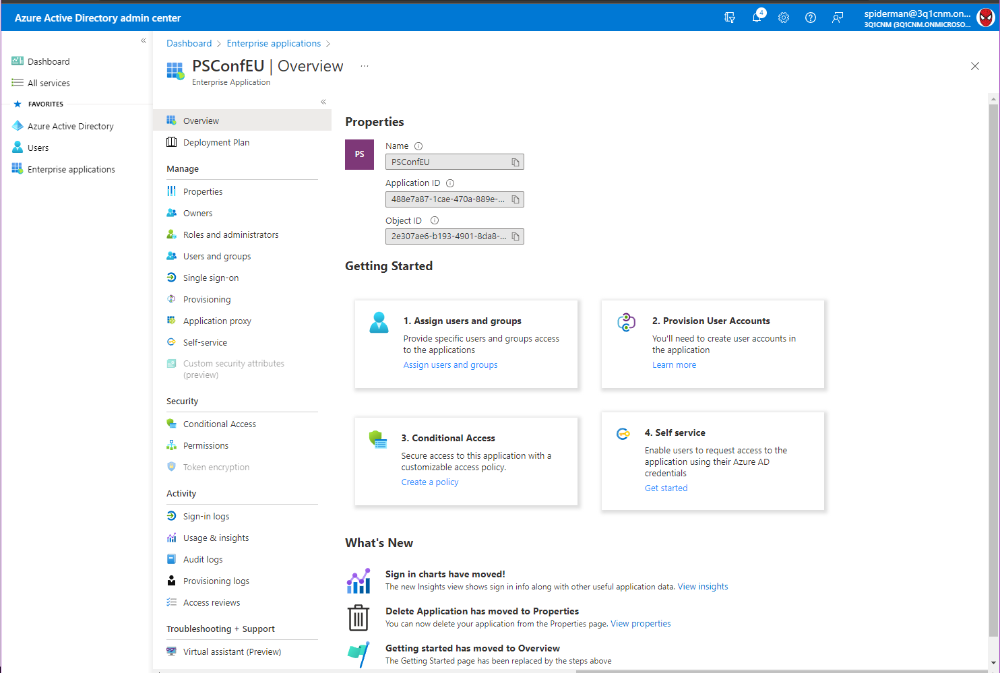 Azure Active Directory admin center
4
spiderman@3q1cnm.on...
3Q1CNM (3Q1CNM.ONMICROSO...
«
Dashboard
All services
FAVORITES
Azure Active Directory
Users
Enterprise applications
Dashboard > Enterprise applications >
PSConfEU | Overview ...
Enterprise Application
«
Overview
Deployment Plan
Manage
Properties
Owners
Roles and administrators
Users and groups
Single sign-on
Provisioning
Application proxy
Self-service
Custom security attributes
(preview)
Security
Conditional Access
Permissions
Token encryption
Activity
Sign-in logs
Usage & insights
Audit logs
Provisioning logs
Access reviews
Troubleshooting + Support
Virtual assistant (Preview)
Properties
PS
Name
PSConfEU
Application ID
488e7a87-1cae-470a-889e-...
Object ID
2e307ae6-b193-4901-8da8-...
Getting Started
1. Assign users and groups
Provide specific users and groups access
to the applications
Assign users and groups
2. Provision User Accounts
You'll need to create user accounts in
the application
Learn more
3. Conditional Access
Secure access to this application with a
customizable access policy.
Create a policy
4. Self service
Enable users to request access to the
application using their Azure AD
credentials
Get started
What's New
Sign in charts have moved!
The new Insights view shows sign in info along with other useful application data. View insights
Delete Application has moved to Properties
You can now delete your application from the Properties page. View properties
Getting started has moved to Overview
The Getting Started page has been replaced by the steps above